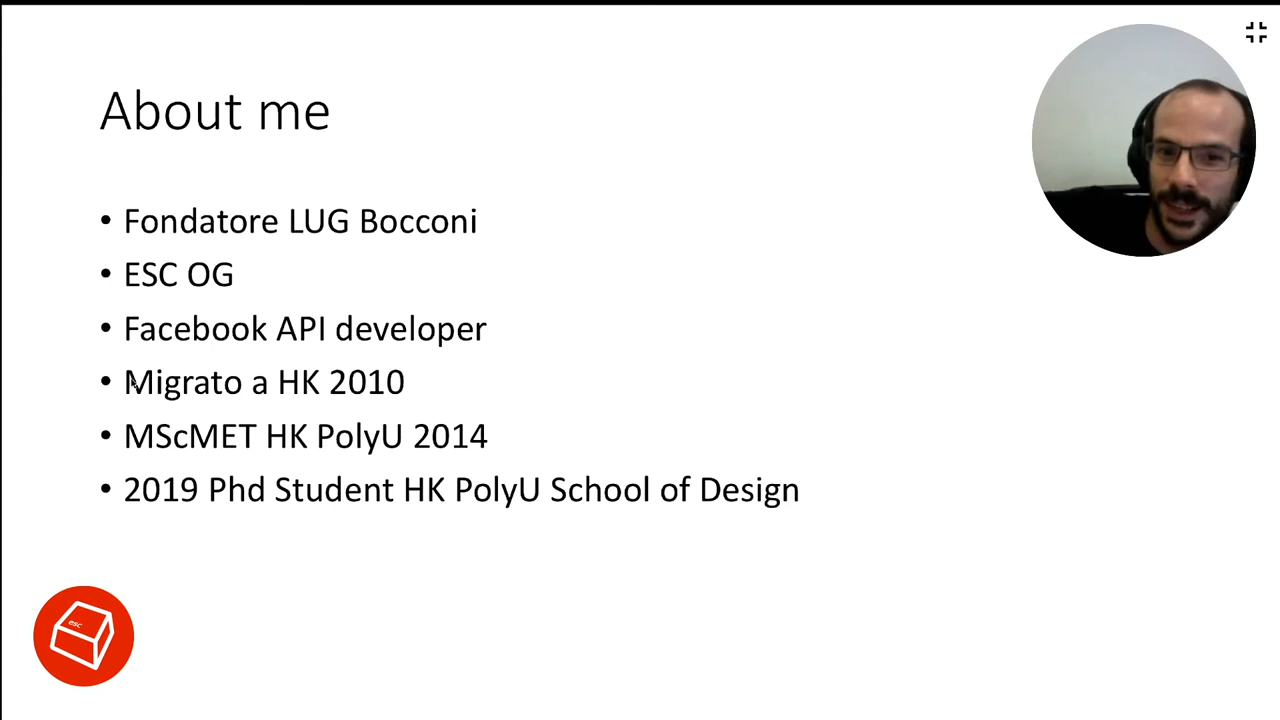 About me
• Fondatore LUG Bocconi
• ESC OG
• Facebook API developer
• Migrato a HK 2010
• MScMET HK PolyU 2014
• 2019 Phd Student HK PolyU School of Design
esc